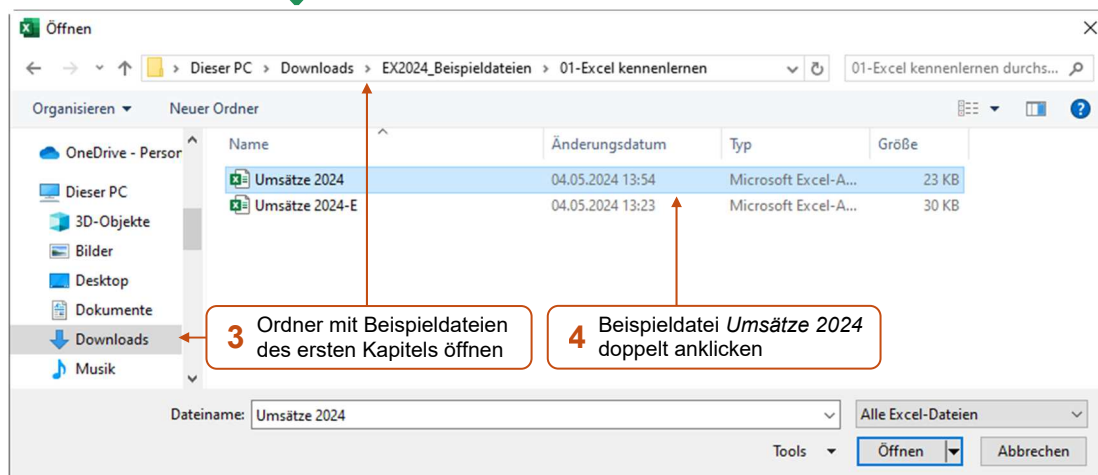 Öffnen
Dieser PC > Downloads > EX2024_Beispieldateien > 01-Excel kennenlernen
01-Excel kennenlernen durchs...
Organisieren Neuer Ordner
Name Änderungsdatum Typ Größe
OneDrive - Person
Dieser PC
3D-Objekte
Bilder
Desktop
Dokumente
Downloads
Musik
Umsätze 2024 04.05.2024 13:54 Microsoft Excel-A... 23 KB
Umsätze 2024-E 04.05.2024 13:23 Microsoft Excel-A... 30 KB
3 Ordner mit Beispieldateien
des ersten Kapitels öffnen
4 Beispieldatei Umsätze 2024
doppelt anklicken
Dateiname: Umsätze 2024 Alle Excel-Dateien
Tools Öffnen Abbrechen